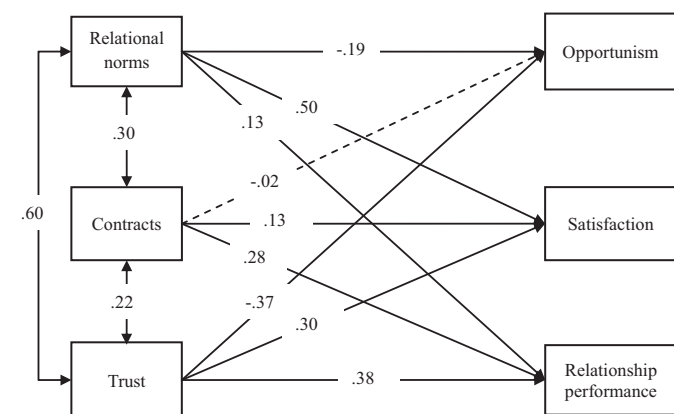 Relational
norms
-.19
Opportunism
.50
.13
.30
-.02
.60
Contracts
.13
Satisfaction
.28
.22
-.37
.30
Trust
.38
Relationship
performance